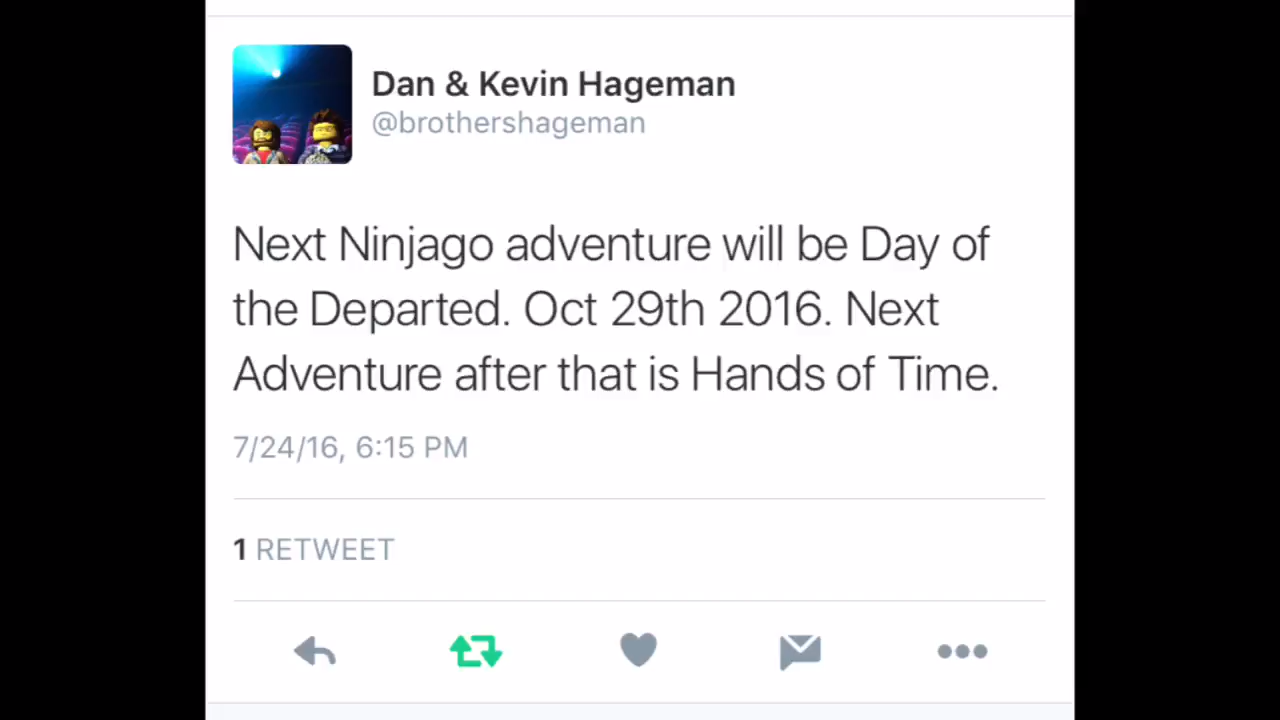 Dan & Kevin Hageman
@brothershageman
Next Ninjago adventure will be Day of
the Departed. Oct 29th 2016. Next
Adventure after that is Hands of Time.
7/24/16, 6:15 PM
1 RETWEET